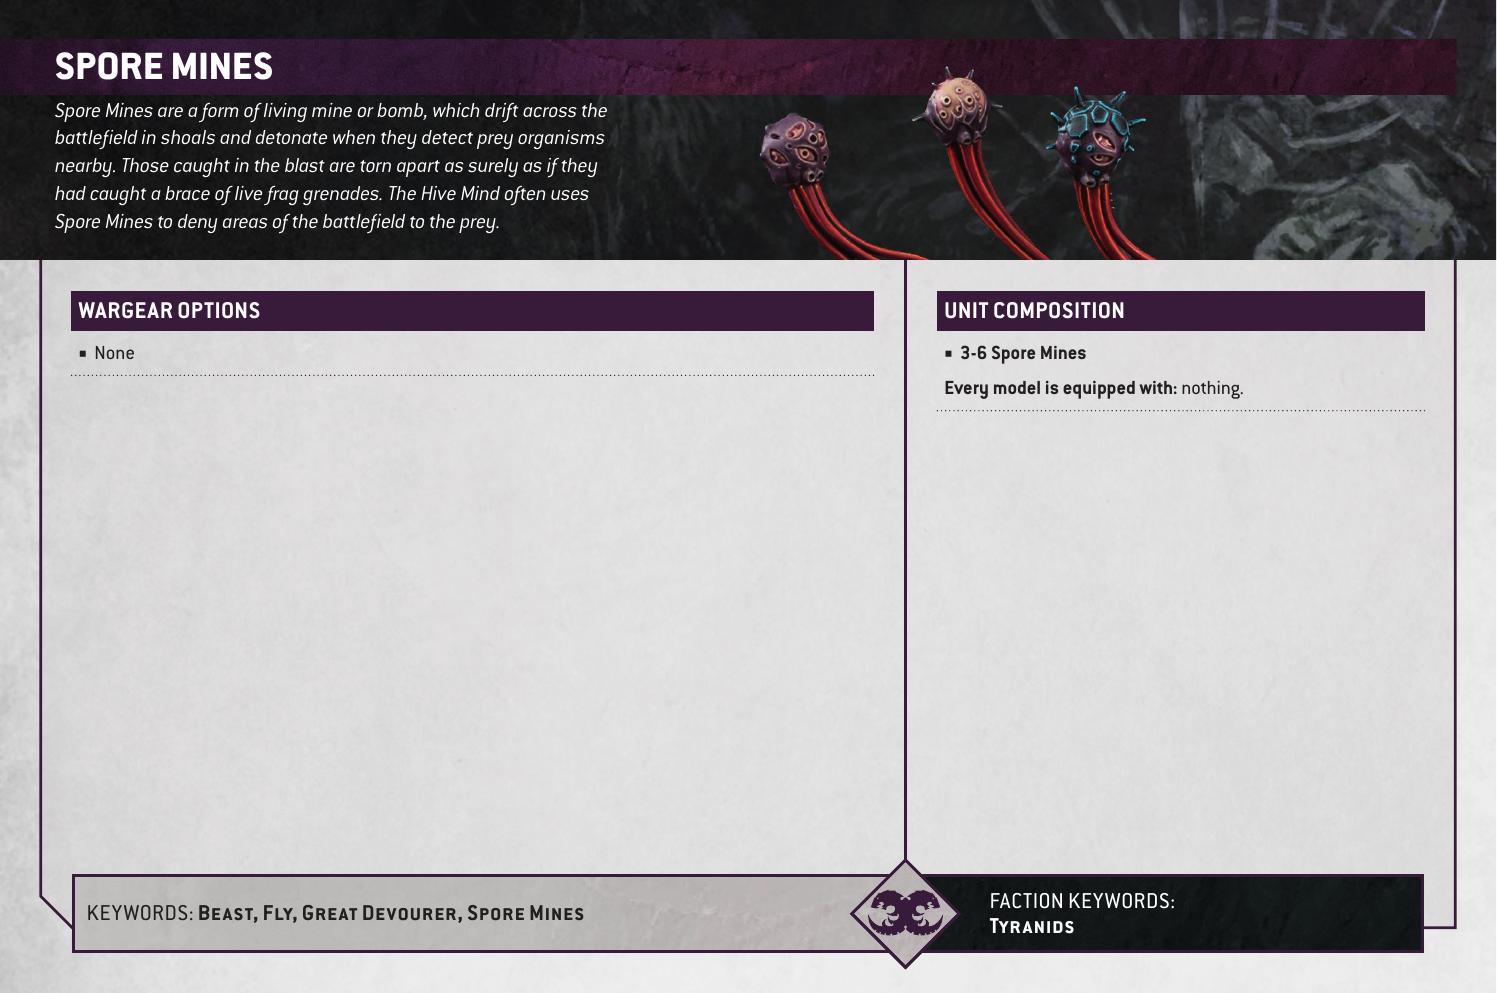 SPORE MINES
Spore Mines are a form of living mine or bomb, which drift across the
battlefield in shoals and detonate when they detect prey organisms
nearby. Those caught in the blast are torn apart as surely as if they
had caught a brace of live frag grenades. The Hive Mind often uses
Spore Mines to deny areas of the battlefield to the prey.
WARGEAR OPTIONS
■ None
UNIT COMPOSITION
■ 3-6 Spore Mines
Every model is equipped with: nothing.
KEYWORDS: Beast, Fly, Great Devourer, Spore Mines
FACTION KEYWORDS:
Tyranids